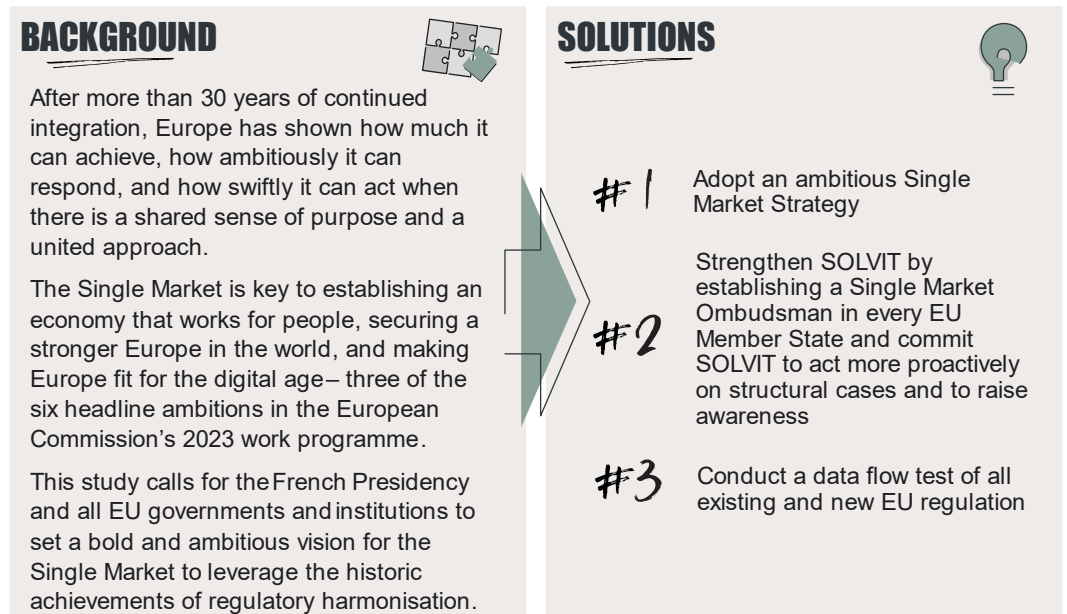 BACKGROUND
After more than 30 years of continued
integration, Europe has shown how much it
can achieve, how ambitiously it can
respond, and how swiftly it can act when
there is a shared sense of purpose and a
united approach.
The Single Market is key to establishing an
economy that works for people, securing a
stronger Europe in the world, and making
Europe fit for the digital age– three of the
six headline ambitions in the European
Commission’s 2023 work programme.
This study calls for the French Presidency
and all EU governments and institutions to
set a bold and ambitious vision for the
Single Market to leverage the historic
achievements of regulatory harmonisation.
SOLUTIONS
#1
Adopt an ambitious Single
Market Strategy
#2
Strengthen SOLVIT by
establishing a Single Market
Ombudsman in every EU
Member State and commit
SOLVIT to act more proactively
on structural cases and to raise
awareness
#3
Conduct a data flow test of all
existing and new EU regulation